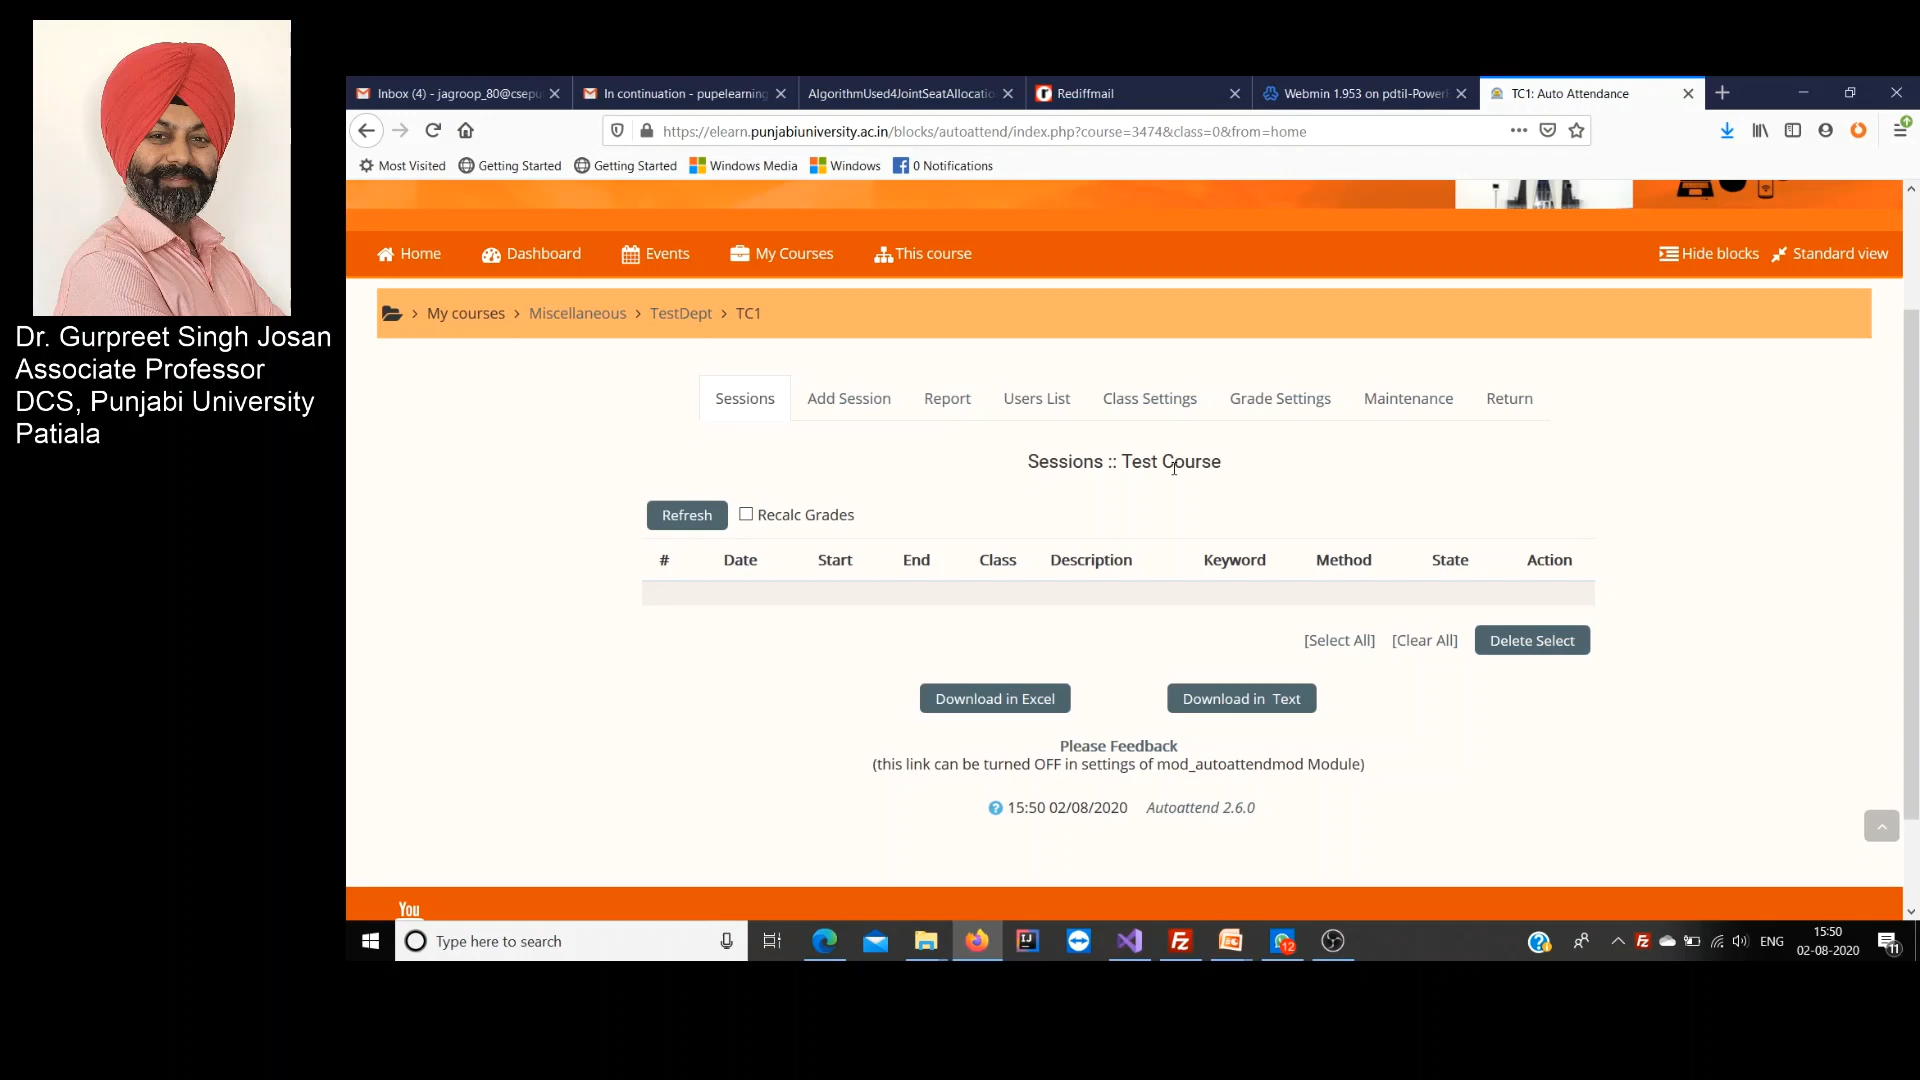 Dr. Gurpreet Singh Josan
Associate Professor
DCS, Punjabi University
Patiala
Inbox (4) - jagroop_80@csepu
In continuation - pupelearning
AlgorithmUsed4JointSeatAllocatio
Rediffmail
Webmin 1.953 on pdtil-PowerE
TC1: Auto Attendance
https://elearn.punjabiuniversity.ac.in/blocks/autoattend/index.php?course=3474&class=0&from=home
Most Visited
Getting Started
Getting Started
Windows Media
Windows
0 Notifications
Home
Dashboard
Events
My Courses
This course
Hide blocks
Standard view
> My courses > Miscellaneous > TestDept > TC1
Sessions
Add Session
Report
Users List
Class Settings
Grade Settings
Maintenance
Return
Sessions :: Test Course
Refresh
Recalc Grades
# Date Start End Class Description Keyword Method State Action
[Select All] [Clear All] Delete Select
Download in Excel
Download in Text
Please Feedback
(this link can be turned OFF in settings of mod_autoattendmod Module)
15:50 02/08/2020 Autoattend 2.6.0
You
Type here to search
12
ENG
15:50
02-08-2020
11